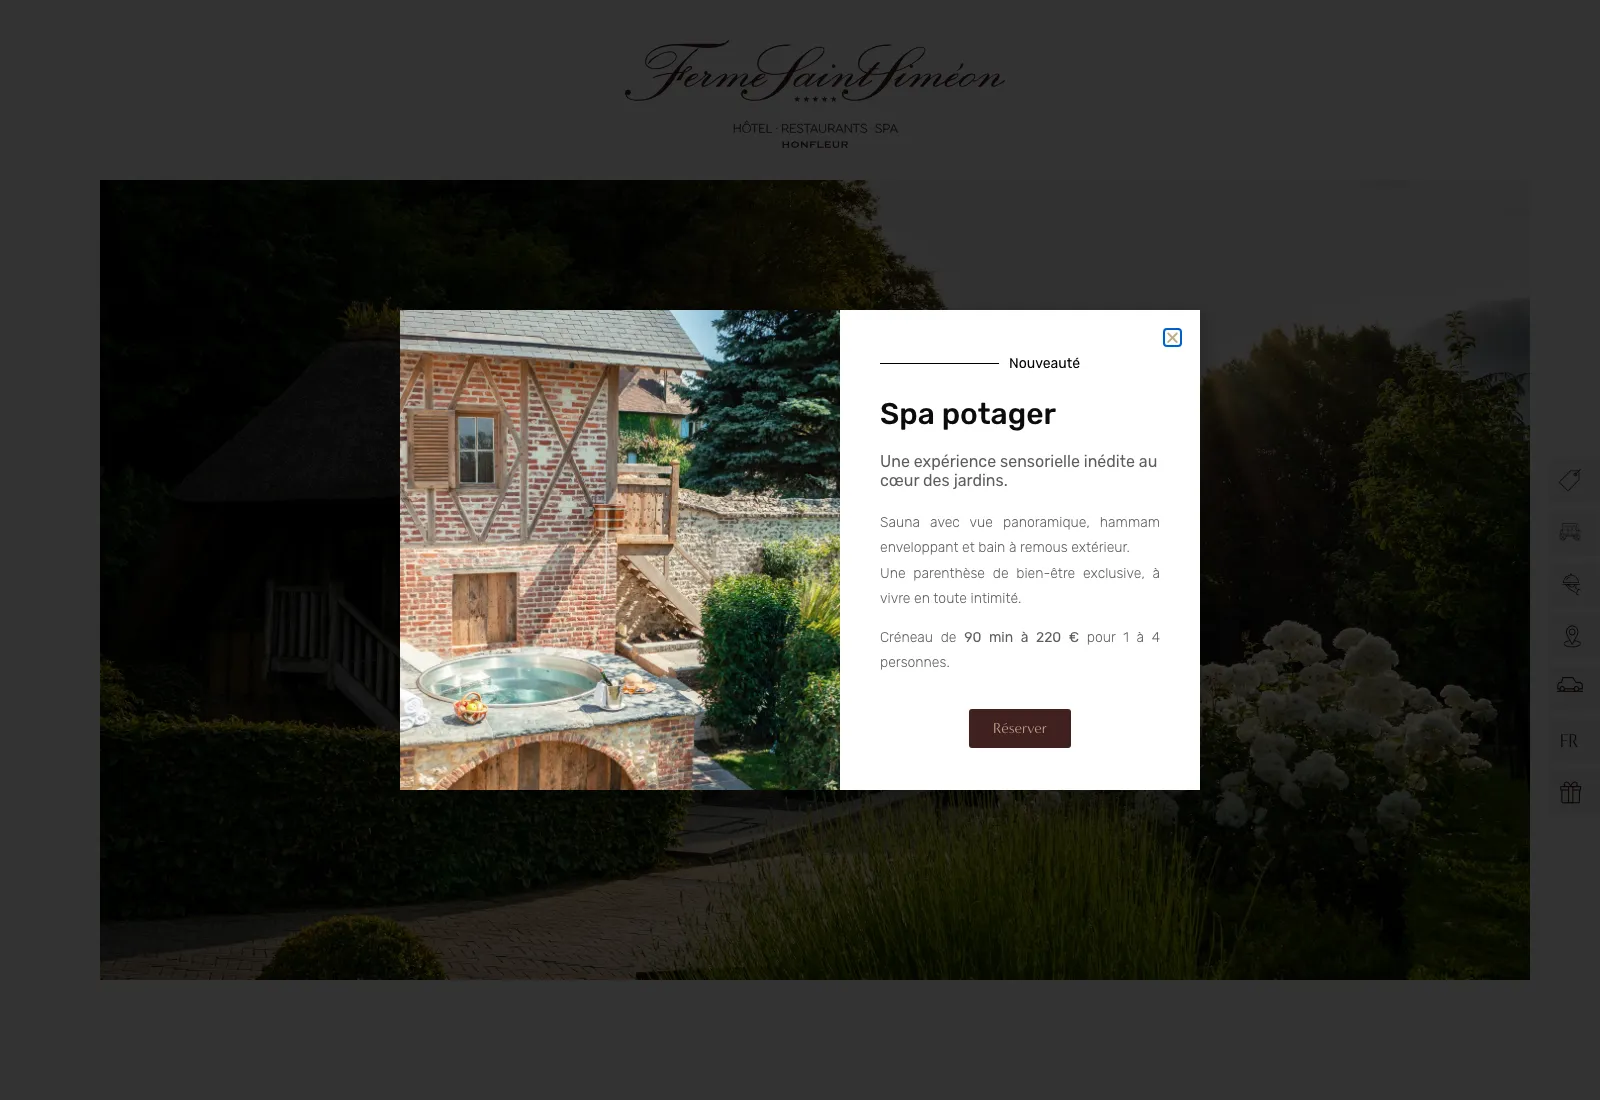 Ferme Saint Siméon
HÔTEL · RESTAURANTS · SPA
HONFLEUR
Nouveauté
Spa potager
Une expérience sensorielle inédite au
cœur des jardins.
Sauna avec vue panoramique, hammam
enveloppant et bain à remous extérieur.
Une parenthèse de bien-être exclusive, à
vivre en toute intimité.
Créneau de 90 min à 220 € pour 1 à 4
personnes.
Réserver
FR